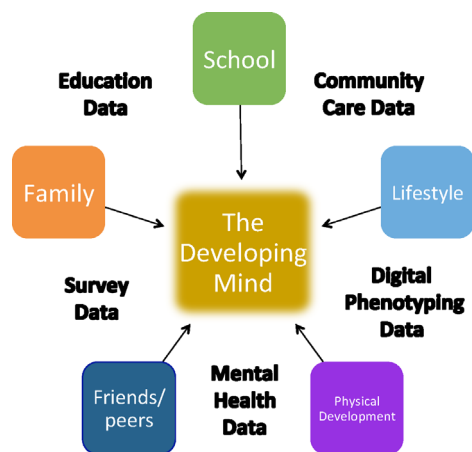 School
Education
Data
Community
Care Data
Family
The
Developing
Mind
Lifestyle
Survey
Data
Digital
Phenotyping
Data
Friends/
peers
Mental
Health
Data
Physical
Development